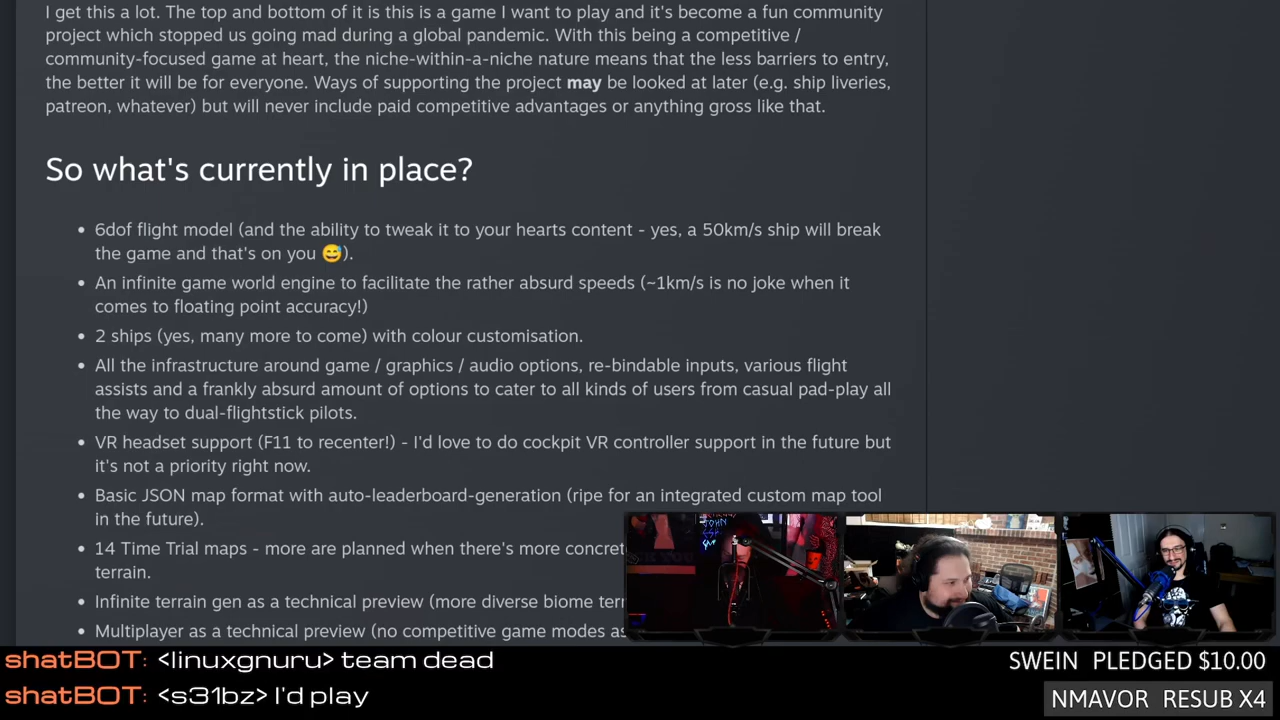 I get this a lot. The top and bottom of it is this is a game I want to play and it's become a fun community
project which stopped us going mad during a global pandemic. With this being a competitive /
community-focused game at heart, the niche-within-a-niche nature means that the less barriers to entry,
the better it will be for everyone. Ways of supporting the project may be looked at later (e.g. ship liveries,
patreon, whatever) but will never include paid competitive advantages or anything gross like that.
So what's currently in place?
6dof flight model (and the ability to tweak it to your hearts content - yes, a 50km/s ship will break
the game and that's on you 😅).
An infinite game world engine to facilitate the rather absurd speeds (~1km/s is no joke when it
comes to floating point accuracy!)
2 ships (yes, many more to come) with colour customisation.
All the infrastructure around game / graphics / audio options, re-bindable inputs, various flight
assists and a frankly absurd amount of options to cater to all kinds of users from casual pad-play all
the way to dual-flightstick pilots.
VR headset support (F11 to recenter!) - I'd love to do cockpit VR controller support in the future but
it's not a priority right now.
Basic JSON map format with auto-leaderboard-generation (ripe for an integrated custom map tool
in the future).
14 Time Trial maps - more are planned when there's more concret
terrain.
Infinite terrain gen as a technical preview (more diverse biome terr
Multiplayer as a technical preview (no competitive game modes as
JOHN
shatBOT: <linuxgnuru> team dead
shatBOT: <s31bz> I'd play
SWEIN PLEDGED $10.00
NMAVOR RESUB X4